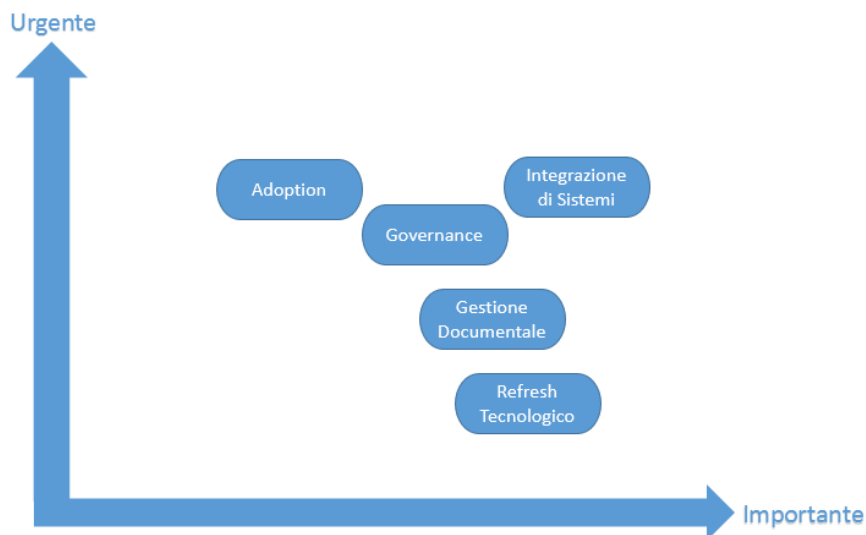 Urgente
Adoption
Integrazione
di Sistemi
Governance
Gestione
Documentale
Refresh
Tecnologico
Importante